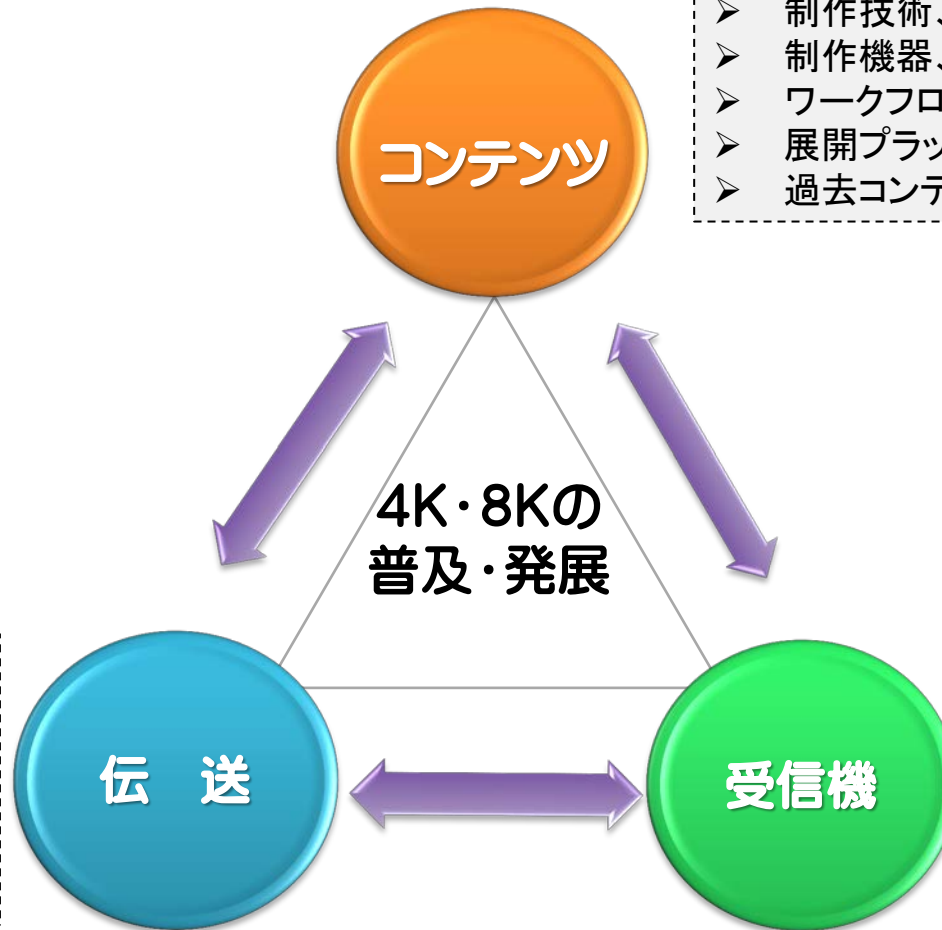 制作技術、
制作機器、
ワークフロ
展開プラッ
過去コンテ
コンテンツ
4K・8Kの
普及・発展
伝　送
受信機